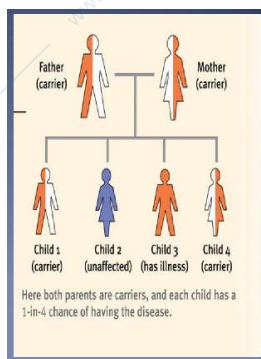 Father
(carrier)
Mother
(carrier)
Child 1
(carrier)
Child 2
(unaffected)
Child 3
(has illness)
Child 4
(carrier)
Here both parents are carriers, and each child has a
1-in-4 chance of having the disease.